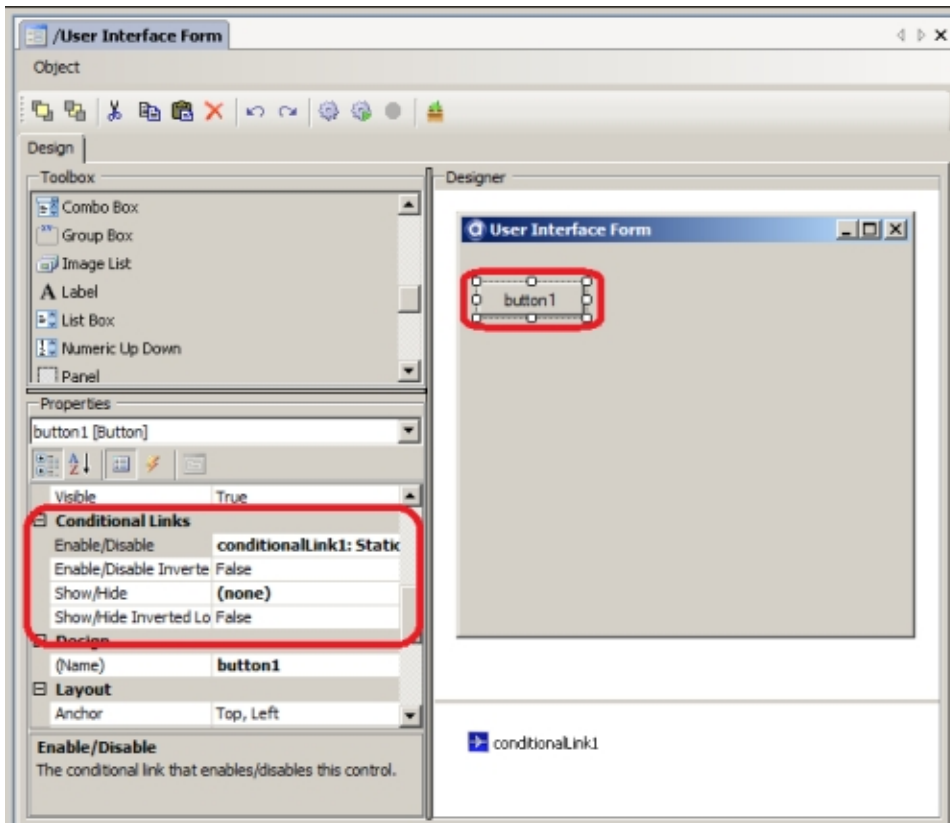 /User Interface Form
Object
Design
Toolbox
Combo Box
Group Box
Image List
A Label
List Box
Numeric Up Down
Panel
Properties
button1 [Button]
Visible True
Conditional Links
Enable/Disable conditionalLink1: Static
Enable/Disable Inverte False
Show/Hide (none)
Show/Hide Inverted Lo False
Design
(Name) button1
Layout
Anchor Top, Left
Enable/Disable
The conditional link that enables/disables this control.
Designer
User Interface Form
button1
conditionalLink1